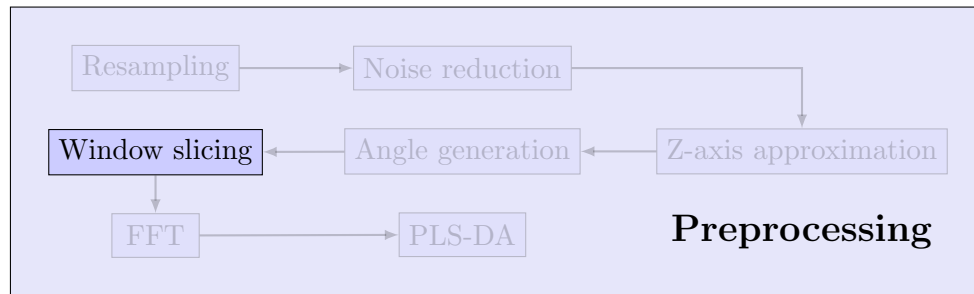 Resampling
Noise reduction
Window slicing
Angle generation
Z-axis approximation
FFT
PLS-DA
Preprocessing